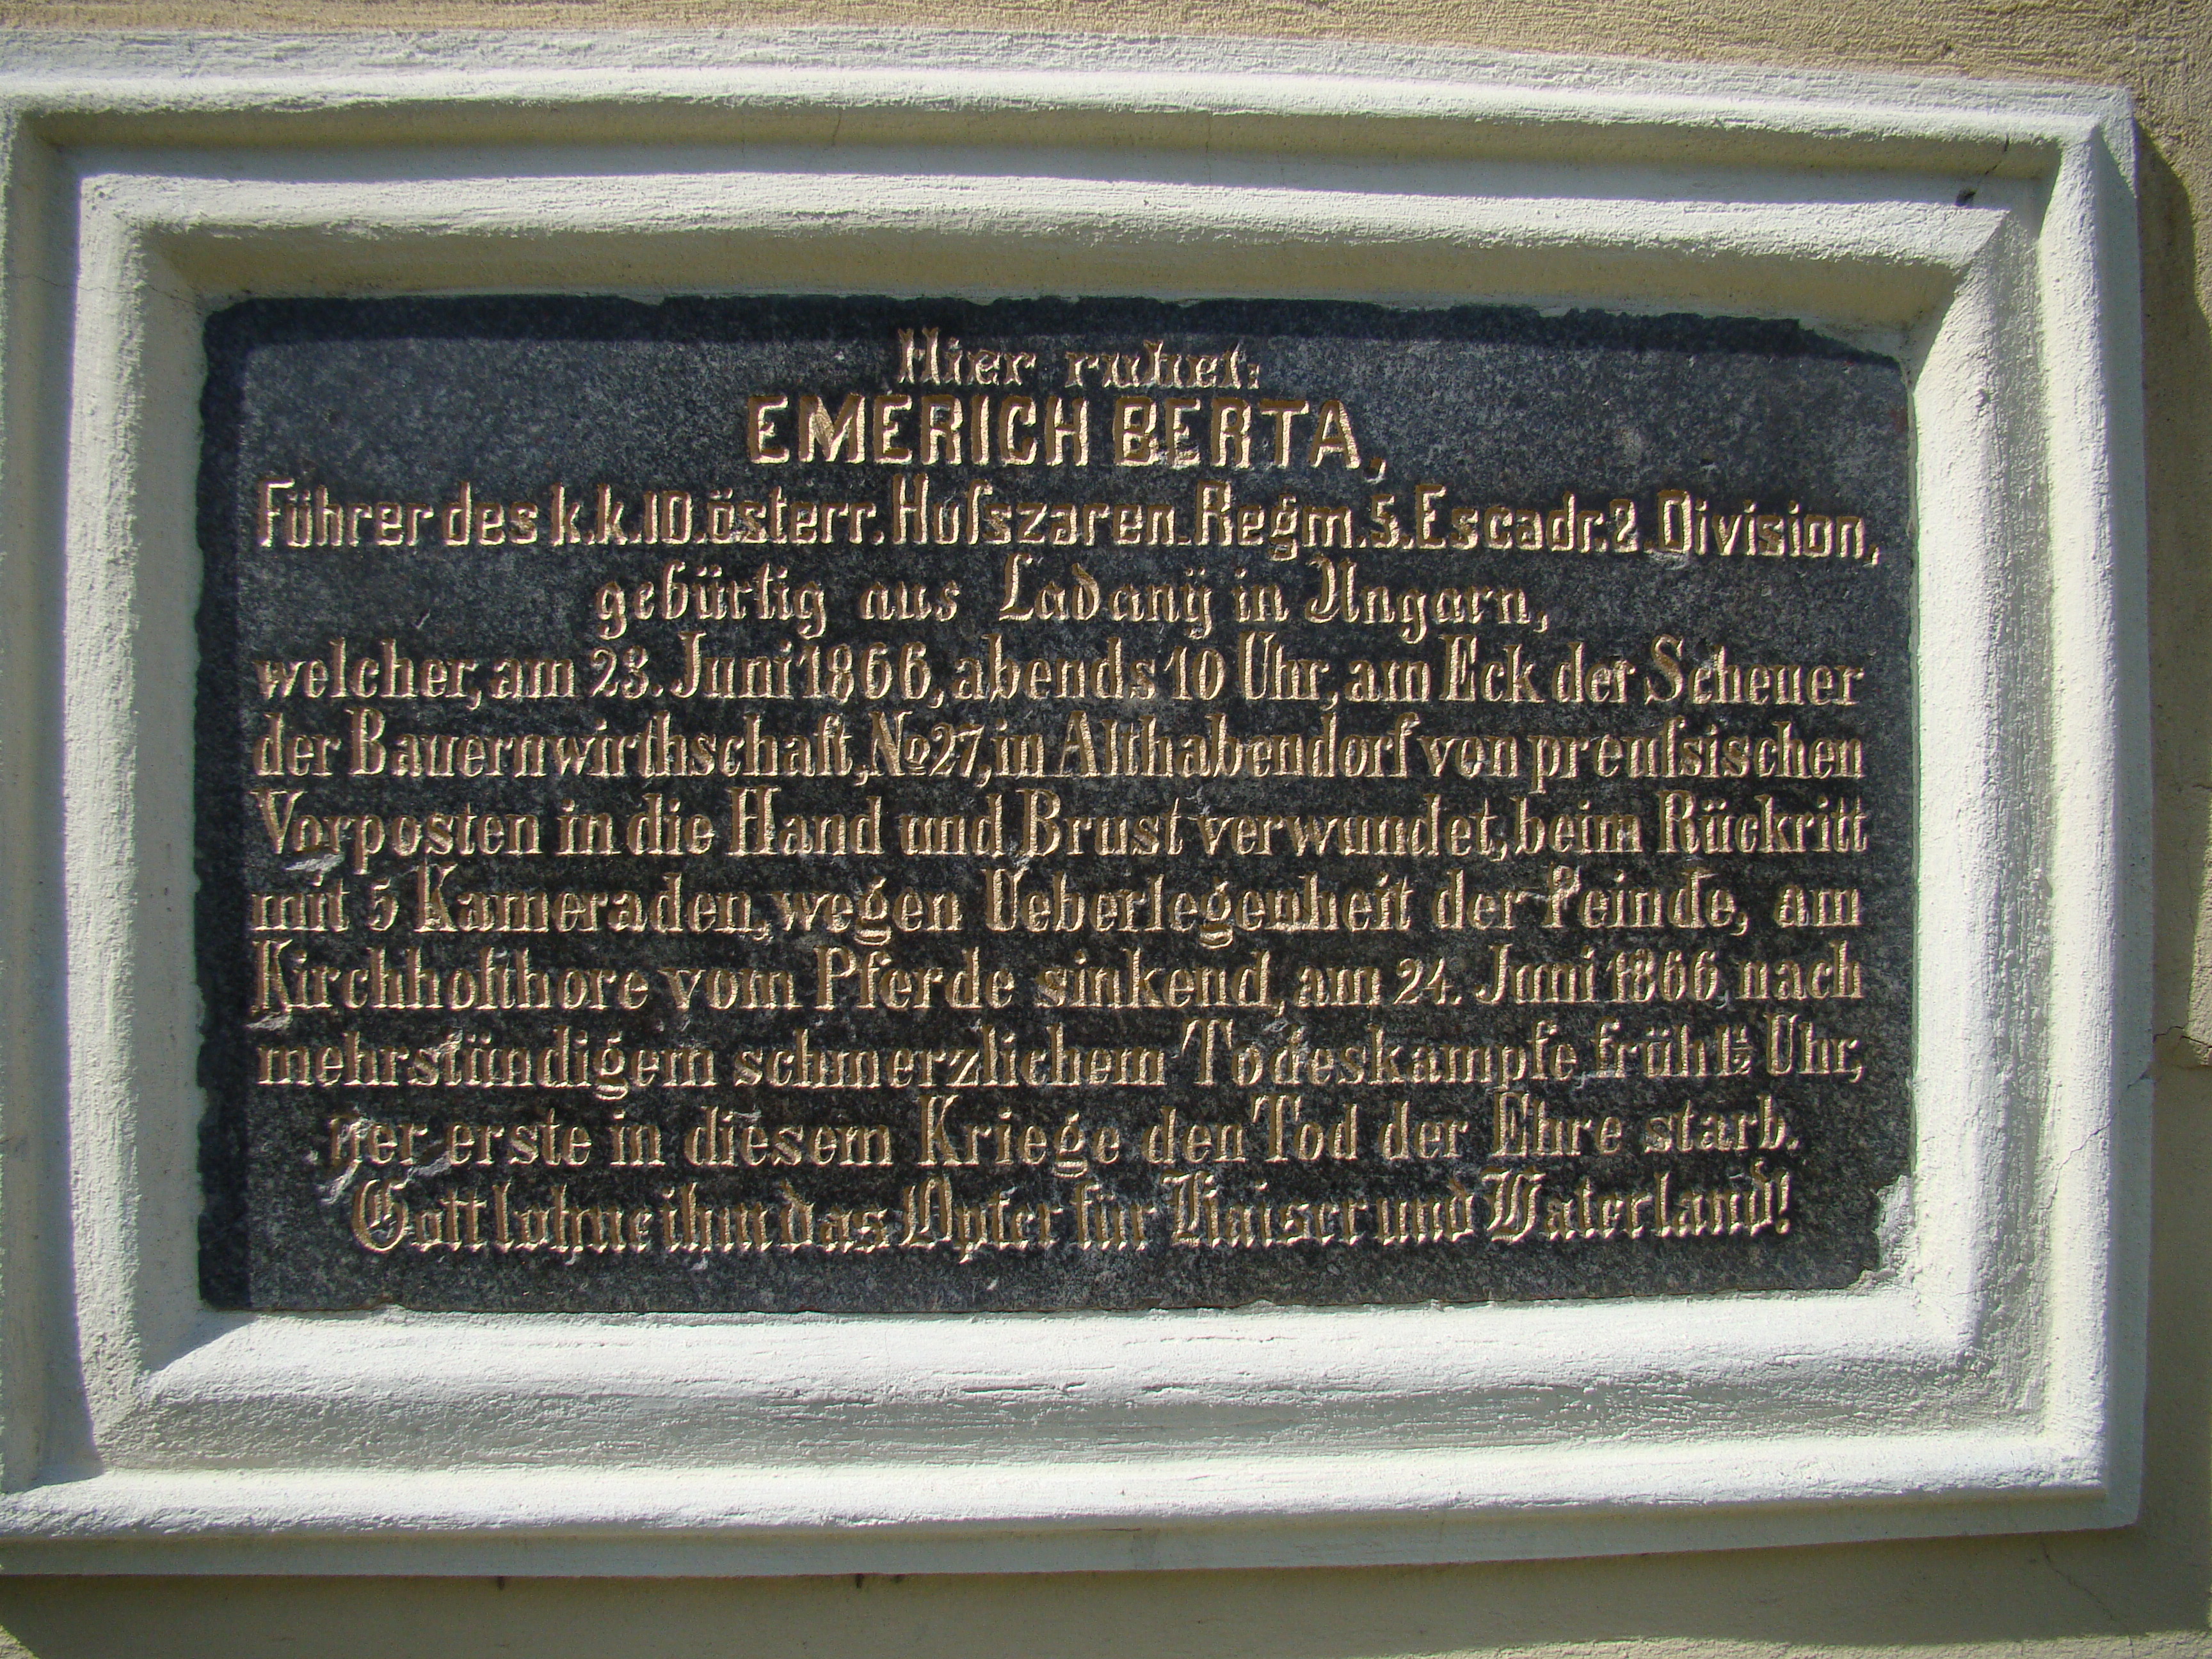 Hier ruhet:
EMERICH BERTA,
Führer des k.k.10.österr.Huſszaren.Regm.5.Escadr.2.Division,
gebürtig aus Ladanÿ in Ungarn,
welcher, am 23. Juni 1866, abends 10 Uhr, am Eck der Scheuer
der Bauernwirthschaft, No 27, in Althabendorf von preuſsischen
Vorposten in die Hand und Brust verwundet, beim Rückritt
mit 5 Kameraden, wegen Ueberlegenheit der Feinde, am
Kirchhofthore vom Pferde sinkend, am 24. Juni 1866 nach
mehrstündigem schmerzlichem Todeskampfe früh Uhr,
der erste in diesem Kriege den Tod der Ehre starb.
Gott lohne ihm das Opfer für Kaiser und Vaterland!